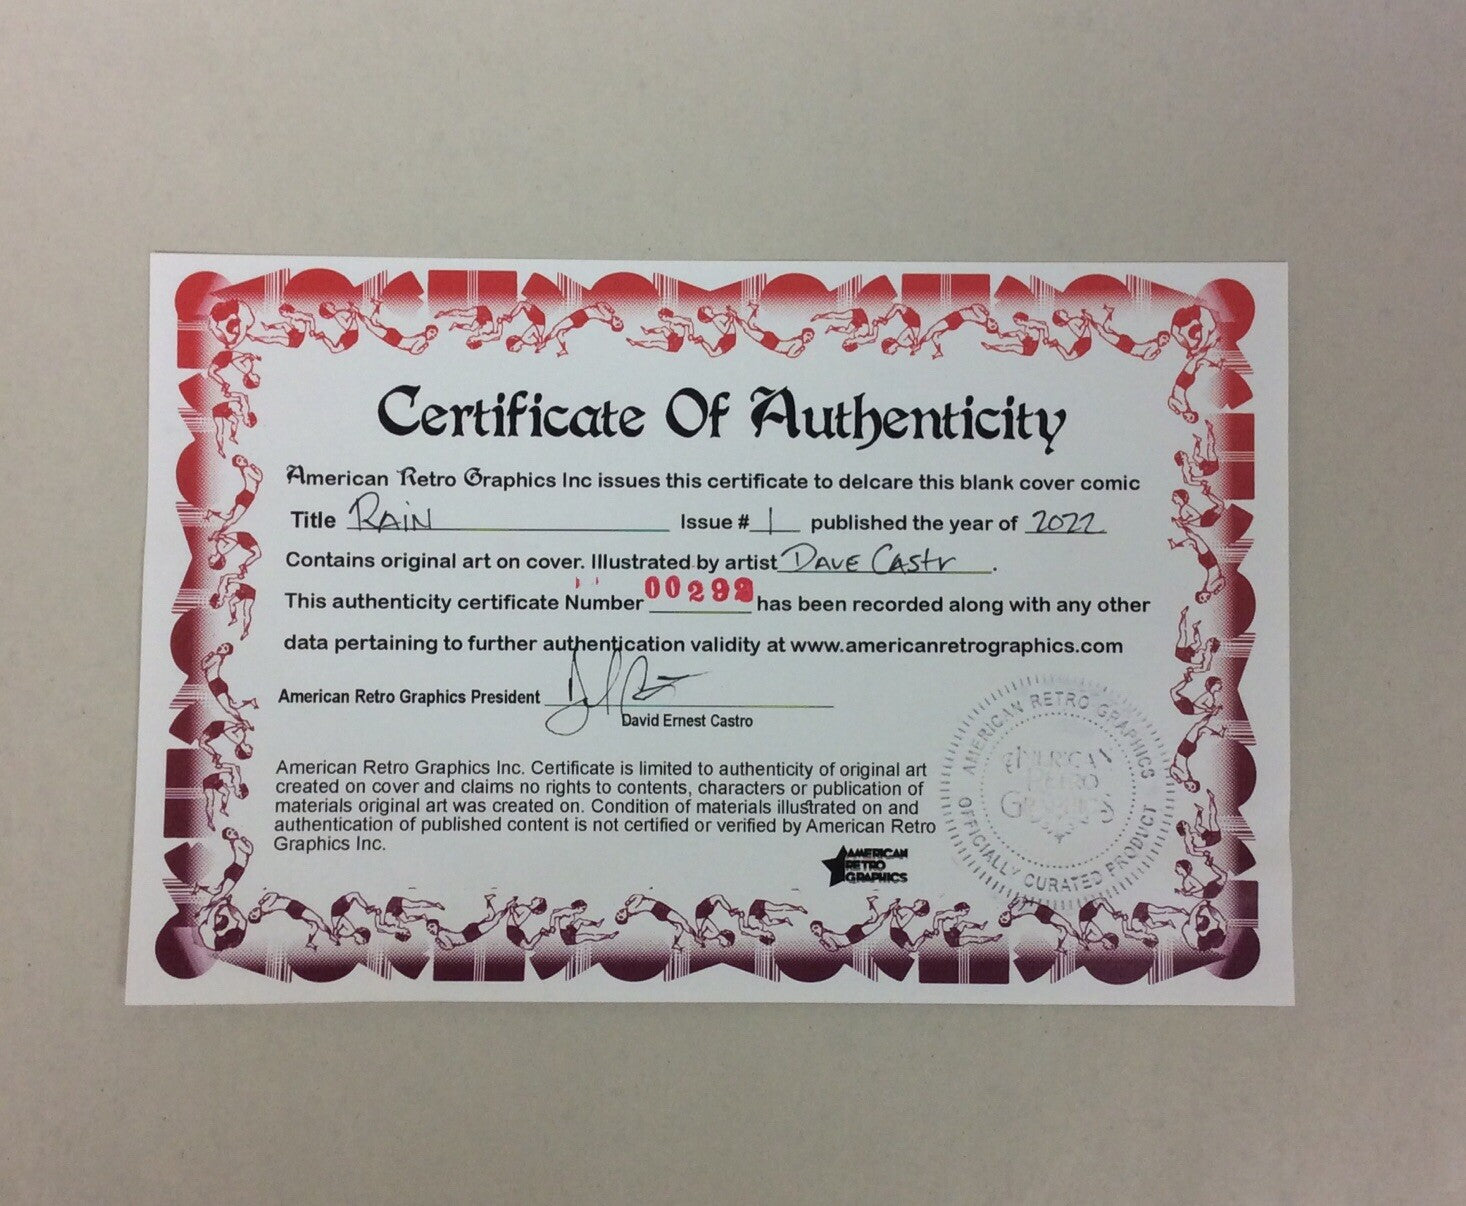 Certificate Of Authenticity
American Retro Graphics Inc issues this certificate to delcare this blank cover comic
Title RAIN Issue # 1 published the year of 2022
Contains original art on cover. Illustrated by artist DAVE CASTr .
This authenticity certificate Number 0029 has been recorded along with any other
data pertaining to further authentication validity at www.americanretrographics.com
American Retro Graphics President
David Ernest Castro
American Retro Graphics Inc. Certificate is limited to authenticity of original art
created on cover and claims no rights to contents, characters or publication of
materials original art was created on. Condition of materials illustrated on and
authentication of published content is not certified or verified by American Retro
Graphics Inc.
AMERICAN
RETRO
GRAPHICS
AMERICAN RETRO GRAPHICS
AMERICAN
RETRO
GRAPHICS
OFFICIALLY CURATED PRODUCT